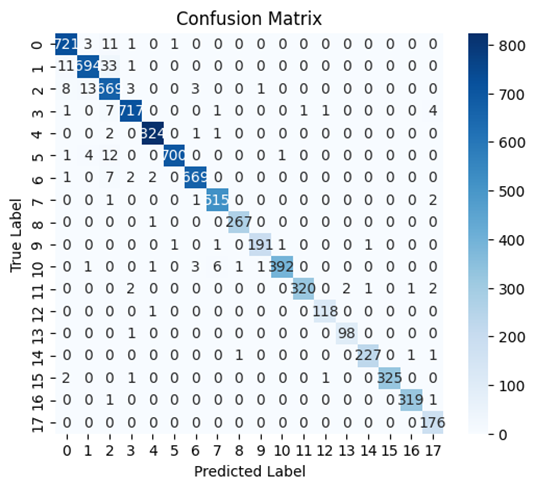 Confusion Matrix
0 721 3 11 1 0 1 0 0 0 0 0 0 0 0 0 0 0 0
1 11 694 33 1 0 0 0 0 0 0 0 0 0 0 0 0 0 0
2 8 13 669 3 0 0 3 0 0 1 0 0 0 0 0 0 0 0
3 1 0 7 717 0 0 0 1 0 0 0 1 1 0 0 0 0 4
4 0 0 2 0 824 0 1 1 0 0 0 0 0 0 0 0 0 0
5 1 4 12 0 0 700 0 0 0 0 1 0 0 0 0 0 0 0
6 1 0 7 2 2 0 669 0 0 0 0 0 0 0 0 0 0 0
7 0 0 1 0 0 0 1 515 0 0 0 0 0 0 0 0 0 2
8 0 0 0 0 1 0 0 0 267 0 0 0 0 0 0 0 0 0
9 0 0 0 0 0 1 0 1 0 191 1 0 0 0 1 0 0 0
10 0 1 0 0 1 0 3 6 1 1 392 0 0 0 0 0 0 0
11 0 0 0 2 0 0 0 0 0 0 0 320 0 2 1 0 1 2
12 0 0 0 0 1 0 0 0 0 0 0 0 118 0 0 0 0 0
13 0 0 0 1 0 0 0 0 0 0 0 0 0 98 0 0 0 0
14 0 0 0 0 0 0 0 0 1 0 0 0 0 0 227 0 1 1
15 2 0 0 1 0 0 0 0 0 0 0 0 1 0 0 325 0 0
16 0 0 1 0 0 0 0 0 0 0 0 0 0 0 0 0 319 1
17 0 0 0 0 0 0 0 0 0 0 0 0 0 0 0 0 0 176
0 1 2 3 4 5 6 7 8 9 10 11 12 13 14 15 16 17
Predicted Label
True Label
800
700
600
500
400
300
200
100
0